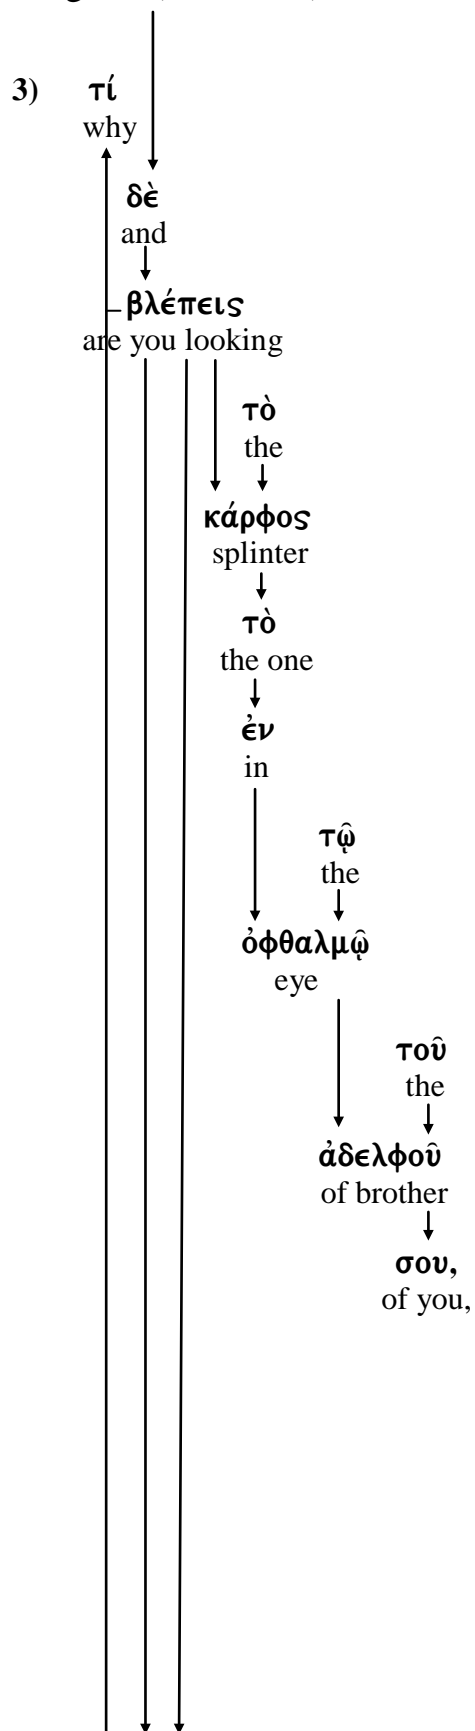 3) τί
why
δὲ
and
βλέπεις
are you looking
τὸ
the
κάρφος
splinter
τὸ
the one
ἐν
in
τῷ
the
ὀφθαλμῷ
eye
τοῦ
the
ἀδελφοῦ
of brother
σου,
of you,